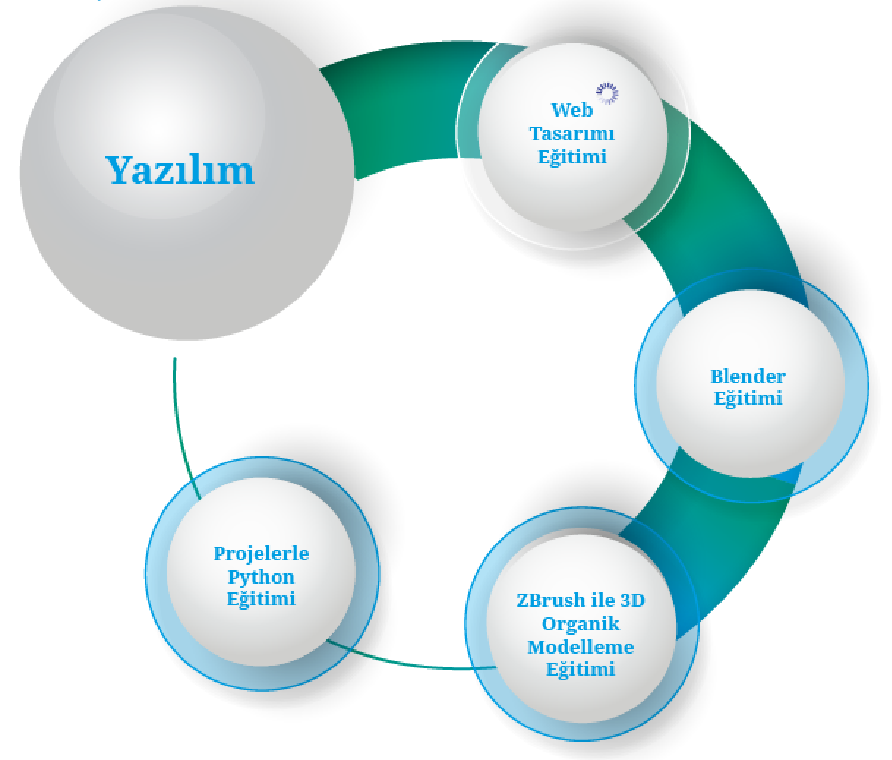 Yazılım
Web
Tasarımı
Eğitimi
Blender
Eğitimi
ZBrush ile 3D
Organik
Modelleme
Eğitimi
Projelerle
Python
Eğitimi